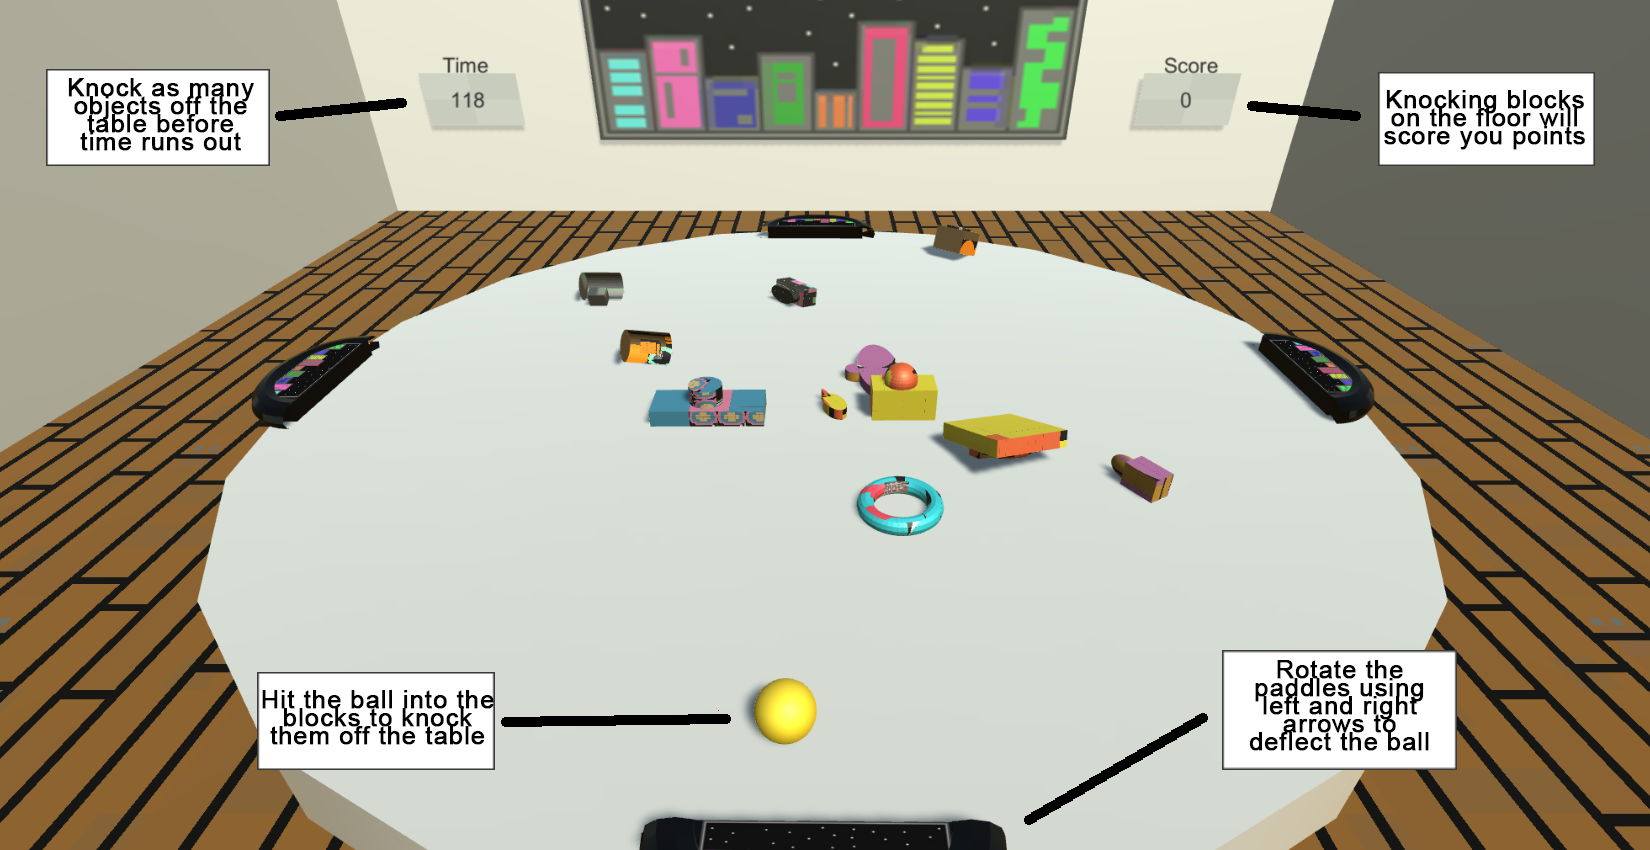 Knock as many
objects off the
table before
time runs out
Time
118
Score
0
Knocking blocks
on the floor will
score you points
Hit the ball into the
blocks to knock
them off the table
Rotate the
paddles using
left and right
arrows to
deflect the ball